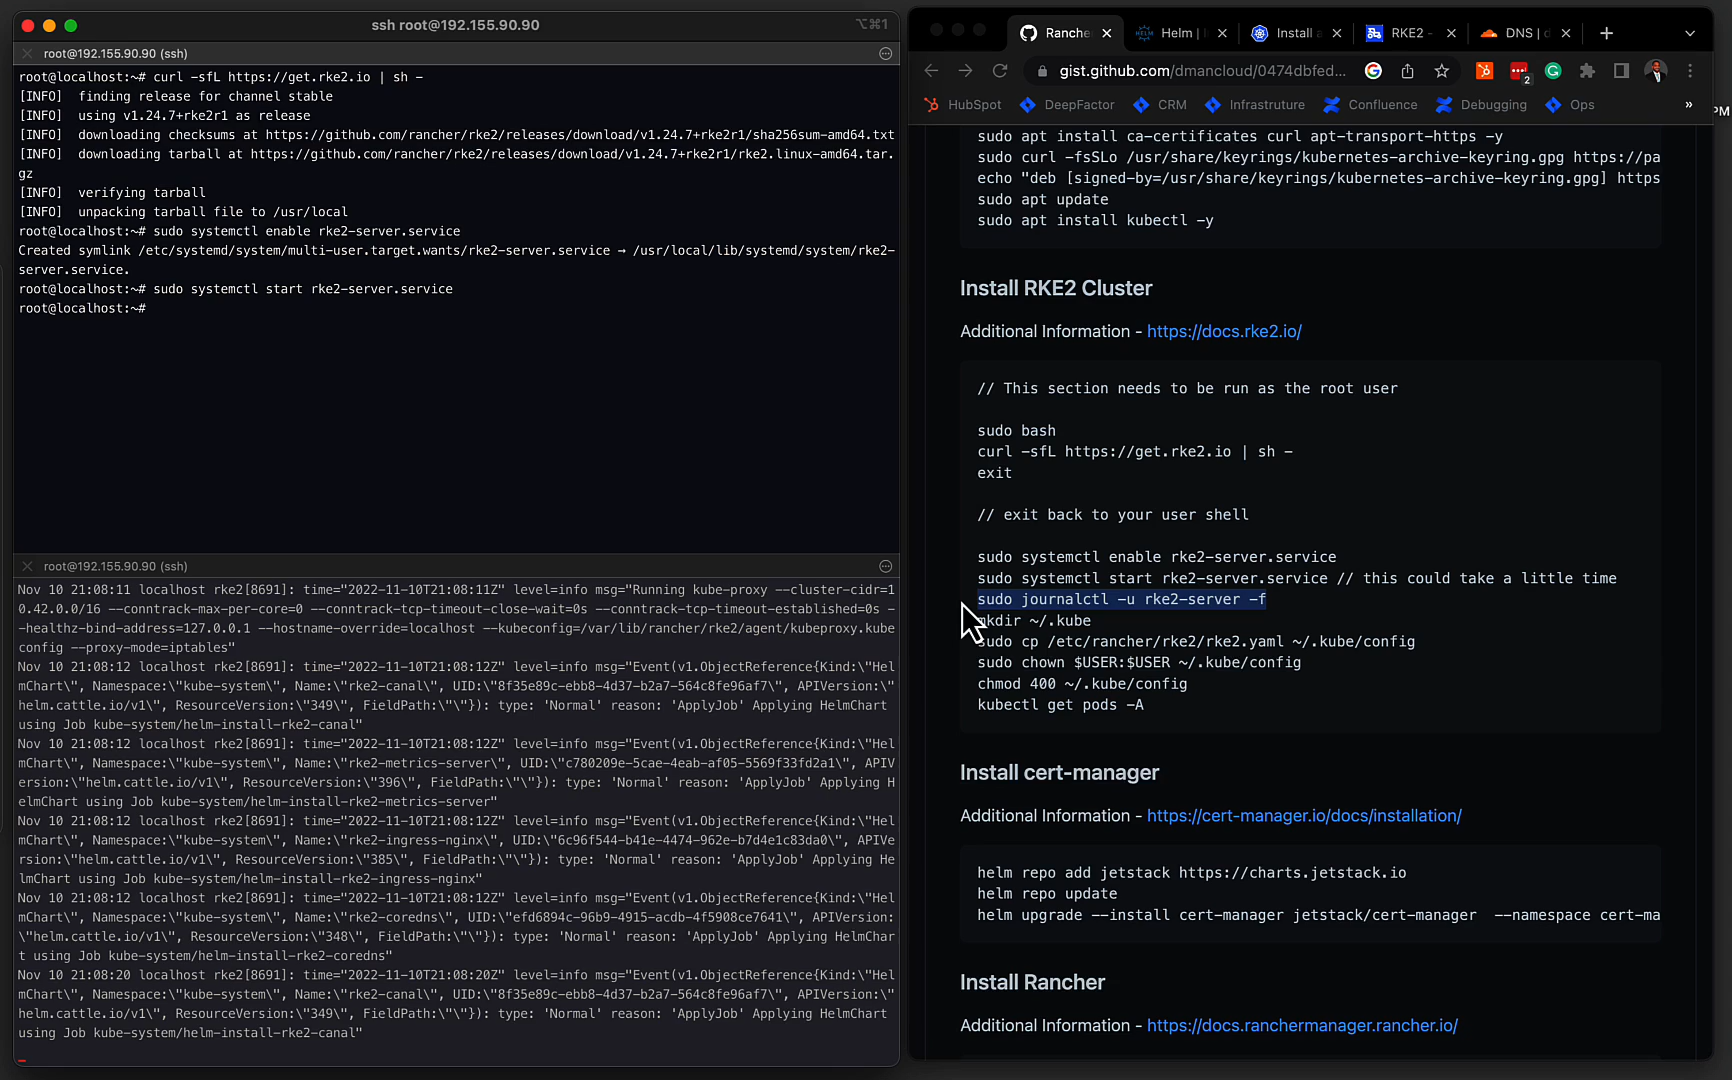 ssh root@192.155.90.90
⌥⌘1
root@192.155.90.90 (ssh)
root@localhost:~# curl -sfL https://get.rke2.io | sh -
[INFO]  finding release for channel stable
[INFO]  using v1.24.7+rke2r1 as release
[INFO]  downloading checksums at https://github.com/rancher/rke2/releases/download/v1.24.7+rke2r1/sha256sum-amd64.txt
[INFO]  downloading tarball at https://github.com/rancher/rke2/releases/download/v1.24.7+rke2r1/rke2.linux-amd64.tar.
gz
[INFO]  verifying tarball
[INFO]  unpacking tarball file to /usr/local
root@localhost:~# sudo systemctl enable rke2-server.service
Created symlink /etc/systemd/system/multi-user.target.wants/rke2-server.service → /usr/local/lib/systemd/system/rke2-
server.service.
root@localhost:~# sudo systemctl start rke2-server.service
root@localhost:~#
root@192.155.90.90 (ssh)
Nov 10 21:08:11 localhost rke2[8691]: time="2022-11-10T21:08:11Z" level=info msg="Running kube-proxy --cluster-cidr=1
0.42.0.0/16 --conntrack-max-per-core=0 --conntrack-tcp-timeout-close-wait=0s --conntrack-tcp-timeout-established=0s -
-healthz-bind-address=127.0.0.1 --hostname-override=localhost --kubeconfig=/var/lib/rancher/rke2/agent/kubeproxy.kube
config --proxy-mode=iptables"
Nov 10 21:08:12 localhost rke2[8691]: time="2022-11-10T21:08:12Z" level=info msg="Event(v1.ObjectReference{Kind:\"Hel
mChart\", Namespace:\"kube-system\", Name:\"rke2-canal\", UID:\"8f35e89c-ebb8-4d37-b2a7-564c8fe96af7\", APIVersion:\"
helm.cattle.io/v1\", ResourceVersion:\"349\", FieldPath:\"\"}): type: 'Normal' reason: 'ApplyJob' Applying HelmChart
using Job kube-system/helm-install-rke2-canal"
Nov 10 21:08:12 localhost rke2[8691]: time="2022-11-10T21:08:12Z" level=info msg="Event(v1.ObjectReference{Kind:\"Hel
mChart\", Namespace:\"kube-system\", Name:\"rke2-metrics-server\", UID:\"c780209e-5cae-4eab-af05-5569f33fd2a1\", APIV
ersion:\"helm.cattle.io/v1\", ResourceVersion:\"396\", FieldPath:\"\"}): type: 'Normal' reason: 'ApplyJob' Applying H
elmChart using Job kube-system/helm-install-rke2-metrics-server"
Nov 10 21:08:12 localhost rke2[8691]: time="2022-11-10T21:08:12Z" level=info msg="Event(v1.ObjectReference{Kind:\"Hel
mChart\", Namespace:\"kube-system\", Name:\"rke2-ingress-nginx\", UID:\"6c96f544-b41e-4474-962e-b7d4e1c83da0\", APIVe
rsion:\"helm.cattle.io/v1\", ResourceVersion:\"385\", FieldPath:\"\"}): type: 'Normal' reason: 'ApplyJob' Applying He
lmChart using Job kube-system/helm-install-rke2-ingress-nginx"
Nov 10 21:08:12 localhost rke2[8691]: time="2022-11-10T21:08:12Z" level=info msg="Event(v1.ObjectReference{Kind:\"Hel
mChart\", Namespace:\"kube-system\", Name:\"rke2-coredns\", UID:\"efd6894c-96b9-4915-acdb-4f5908ce7641\", APIVersion:
\"helm.cattle.io/v1\", ResourceVersion:\"348\", FieldPath:\"\"}): type: 'Normal' reason: 'ApplyJob' Applying HelmChar
t using Job kube-system/helm-install-rke2-coredns"
Nov 10 21:08:20 localhost rke2[8691]: time="2022-11-10T21:08:20Z" level=info msg="Event(v1.ObjectReference{Kind:\"Hel
mChart\", Namespace:\"kube-system\", Name:\"rke2-canal\", UID:\"8f35e89c-ebb8-4d37-b2a7-564c8fe96af7\", APIVersion:\"
helm.cattle.io/v1\", ResourceVersion:\"349\", FieldPath:\"\"}): type: 'Normal' reason: 'ApplyJob' Applying HelmChart
using Job kube-system/helm-install-rke2-canal"
Ranche Helm | Install RKE2 - DNS |
gist.github.com/dmancloud/0474dbfed...
2
HubSpot DeepFactor CRM Infrastruture Confluence Debugging Ops »
PM
sudo apt install ca-certificates curl apt-transport-https -y
sudo curl -fsSLo /usr/share/keyrings/kubernetes-archive-keyring.gpg https://pa
echo "deb [signed-by=/usr/share/keyrings/kubernetes-archive-keyring.gpg] https
sudo apt update
sudo apt install kubectl -y
Install RKE2 Cluster
Additional Information - https://docs.rke2.io/
// This section needs to be run as the root user
sudo bash
curl -sfL https://get.rke2.io | sh -
exit
// exit back to your user shell
sudo systemctl enable rke2-server.service
sudo systemctl start rke2-server.service // this could take a little time
sudo journalctl -u rke2-server -f
mkdir ~/.kube
sudo cp /etc/rancher/rke2/rke2.yaml ~/.kube/config
sudo chown $USER:$USER ~/.kube/config
chmod 400 ~/.kube/config
kubectl get pods -A
Install cert-manager
Additional Information - https://cert-manager.io/docs/installation/
helm repo add jetstack https://charts.jetstack.io
helm repo update
helm upgrade --install cert-manager jetstack/cert-manager  --namespace cert-ma
Install Rancher
Additional Information - https://docs.ranchermanager.rancher.io/